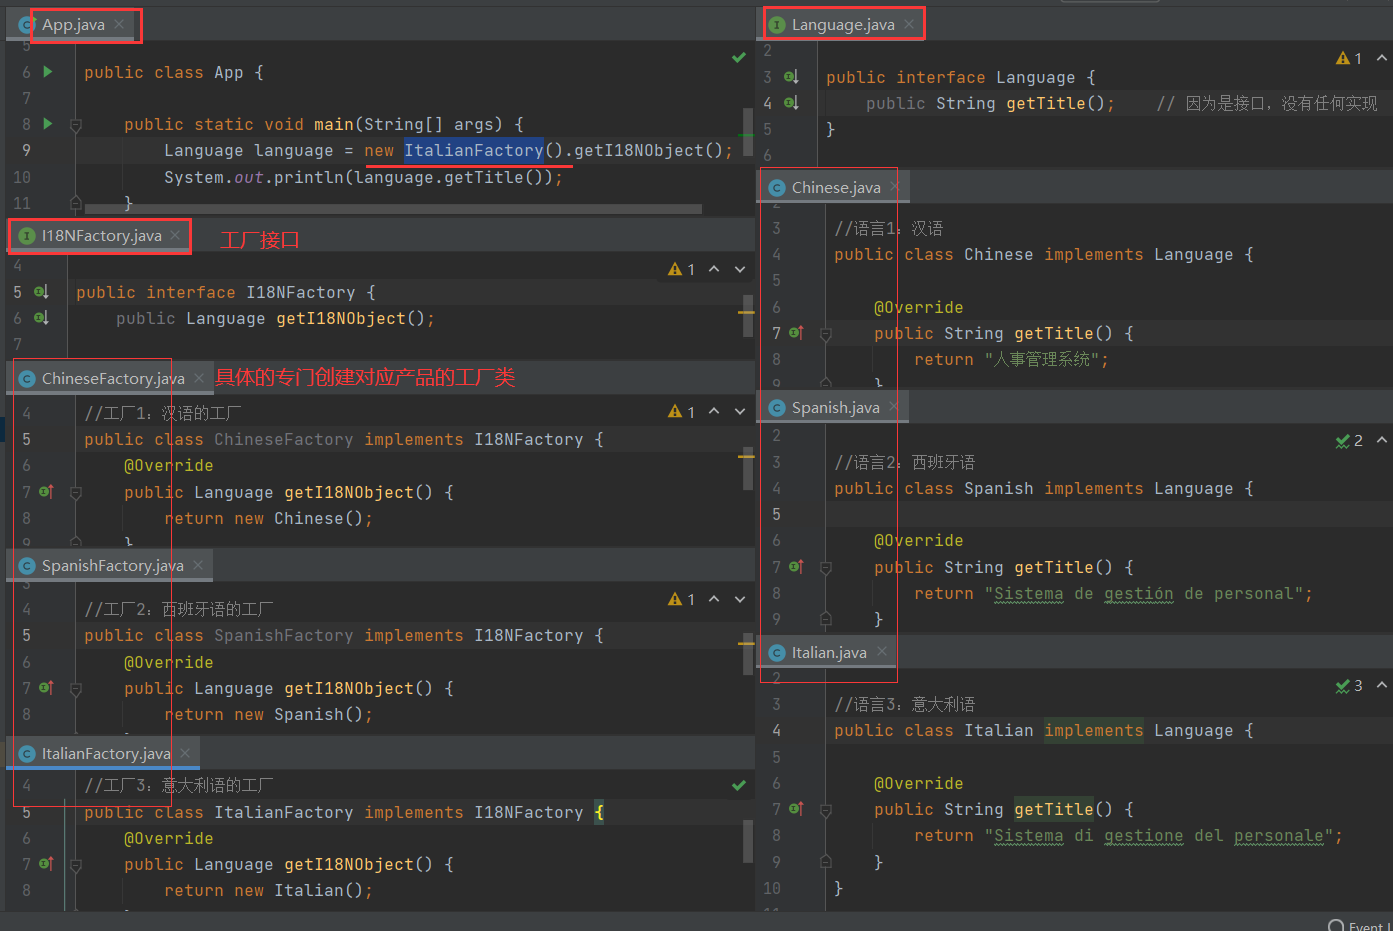 App.java
5
6 public class App {
7
8 public static void main(String[] args) {
9 Language language = new ItalianFactory().getI18NObject();
10 System.out.println(language.getTitle());
11 }
I18NFactory.java
工厂接口
4
1
5 public interface I18NFactory {
6 public Language getI18NObject();
7
ChineseFactory.java
具体的专门创建对应产品的工厂类
4 //工厂1: 汉语的工厂
1
5 public class ChineseFactory implements I18NFactory {
6 @Override
7 public Language getI18NObject() {
8 return new Chinese();
9 }
SpanishFactory.java
3
1
4 //工厂2: 西班牙语的工厂
5 public class SpanishFactory implements I18NFactory {
6 @Override
7 public Language getI18NObject() {
8 return new Spanish();
ItalianFactory.java
4 //工厂3: 意大利语的工厂
5 public class ItalianFactory implements I18NFactory {
6 @Override
7 public Language getI18NObject() {
8 return new Italian();
}
Language.java
2
1
3 public interface Language {
4 public String getTitle(); // 因为是接口, 没有任何实现
5 }
6
Chinese.java
2
3 //语言1: 汉语
4 public class Chinese implements Language {
5
6 @Override
7 public String getTitle() {
8 return "人事管理系统";
9 }
Spanish.java
2
2
3 //语言2: 西班牙语
4 public class Spanish implements Language {
5
6 @Override
7 public String getTitle() {
8 return "Sistema de gestión de personal";
9 }
Italian.java
2
3
3 //语言3: 意大利语
4 public class Italian implements Language {
5
6 @Override
7 public String getTitle() {
8 return "Sistema di gestione del personale";
9 }
10 }
11
Event